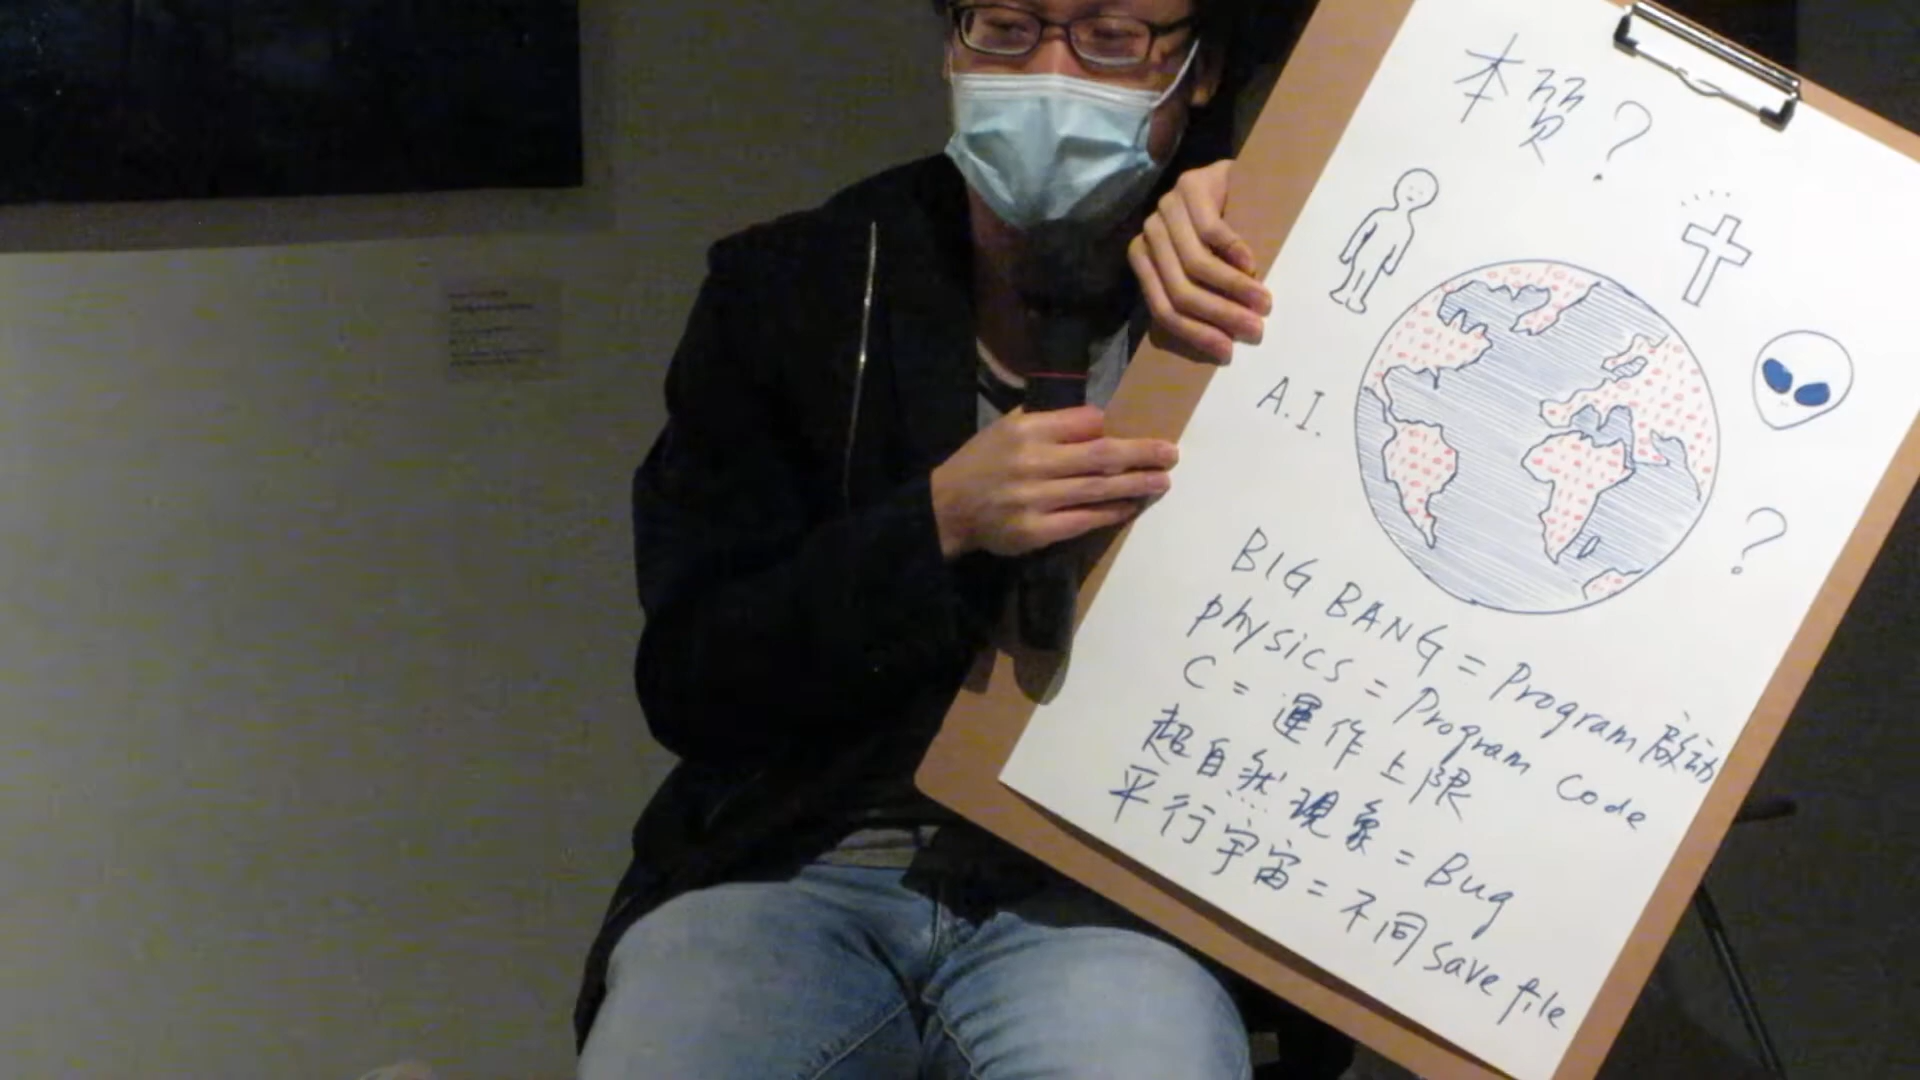 本質?
A.I.
?
BIG BANG = Program 啟动
physics = Program code
C = 運作上限
超自然現象 = Bug
平行宇宙 = 不同 save file